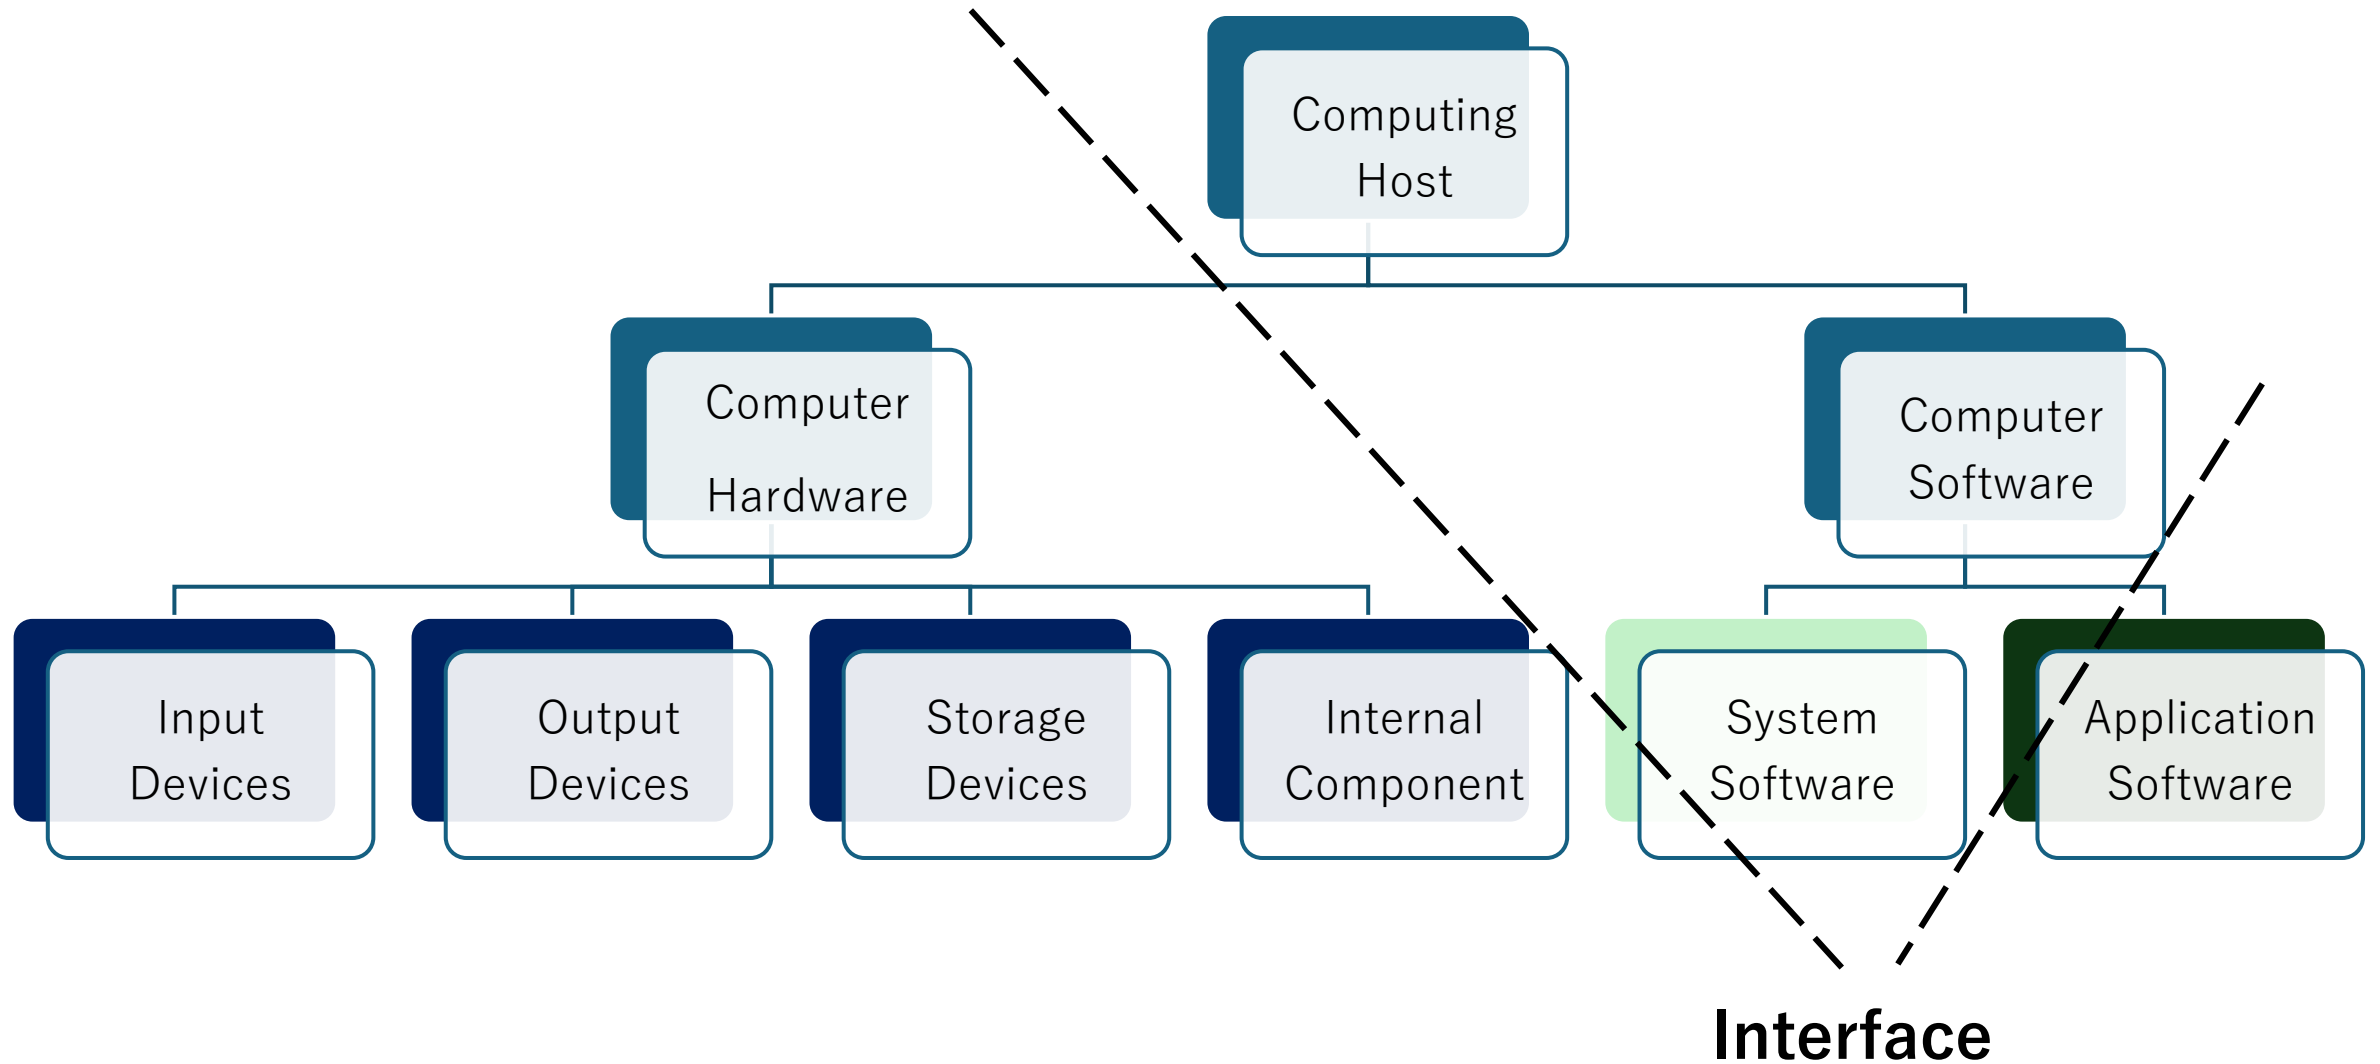 Computing
Host
Computer
Hardware
Computer
Software
Input
Devices
Output
Devices
Storage
Devices
Internal
Component
System
Software
Application
Software
Interface